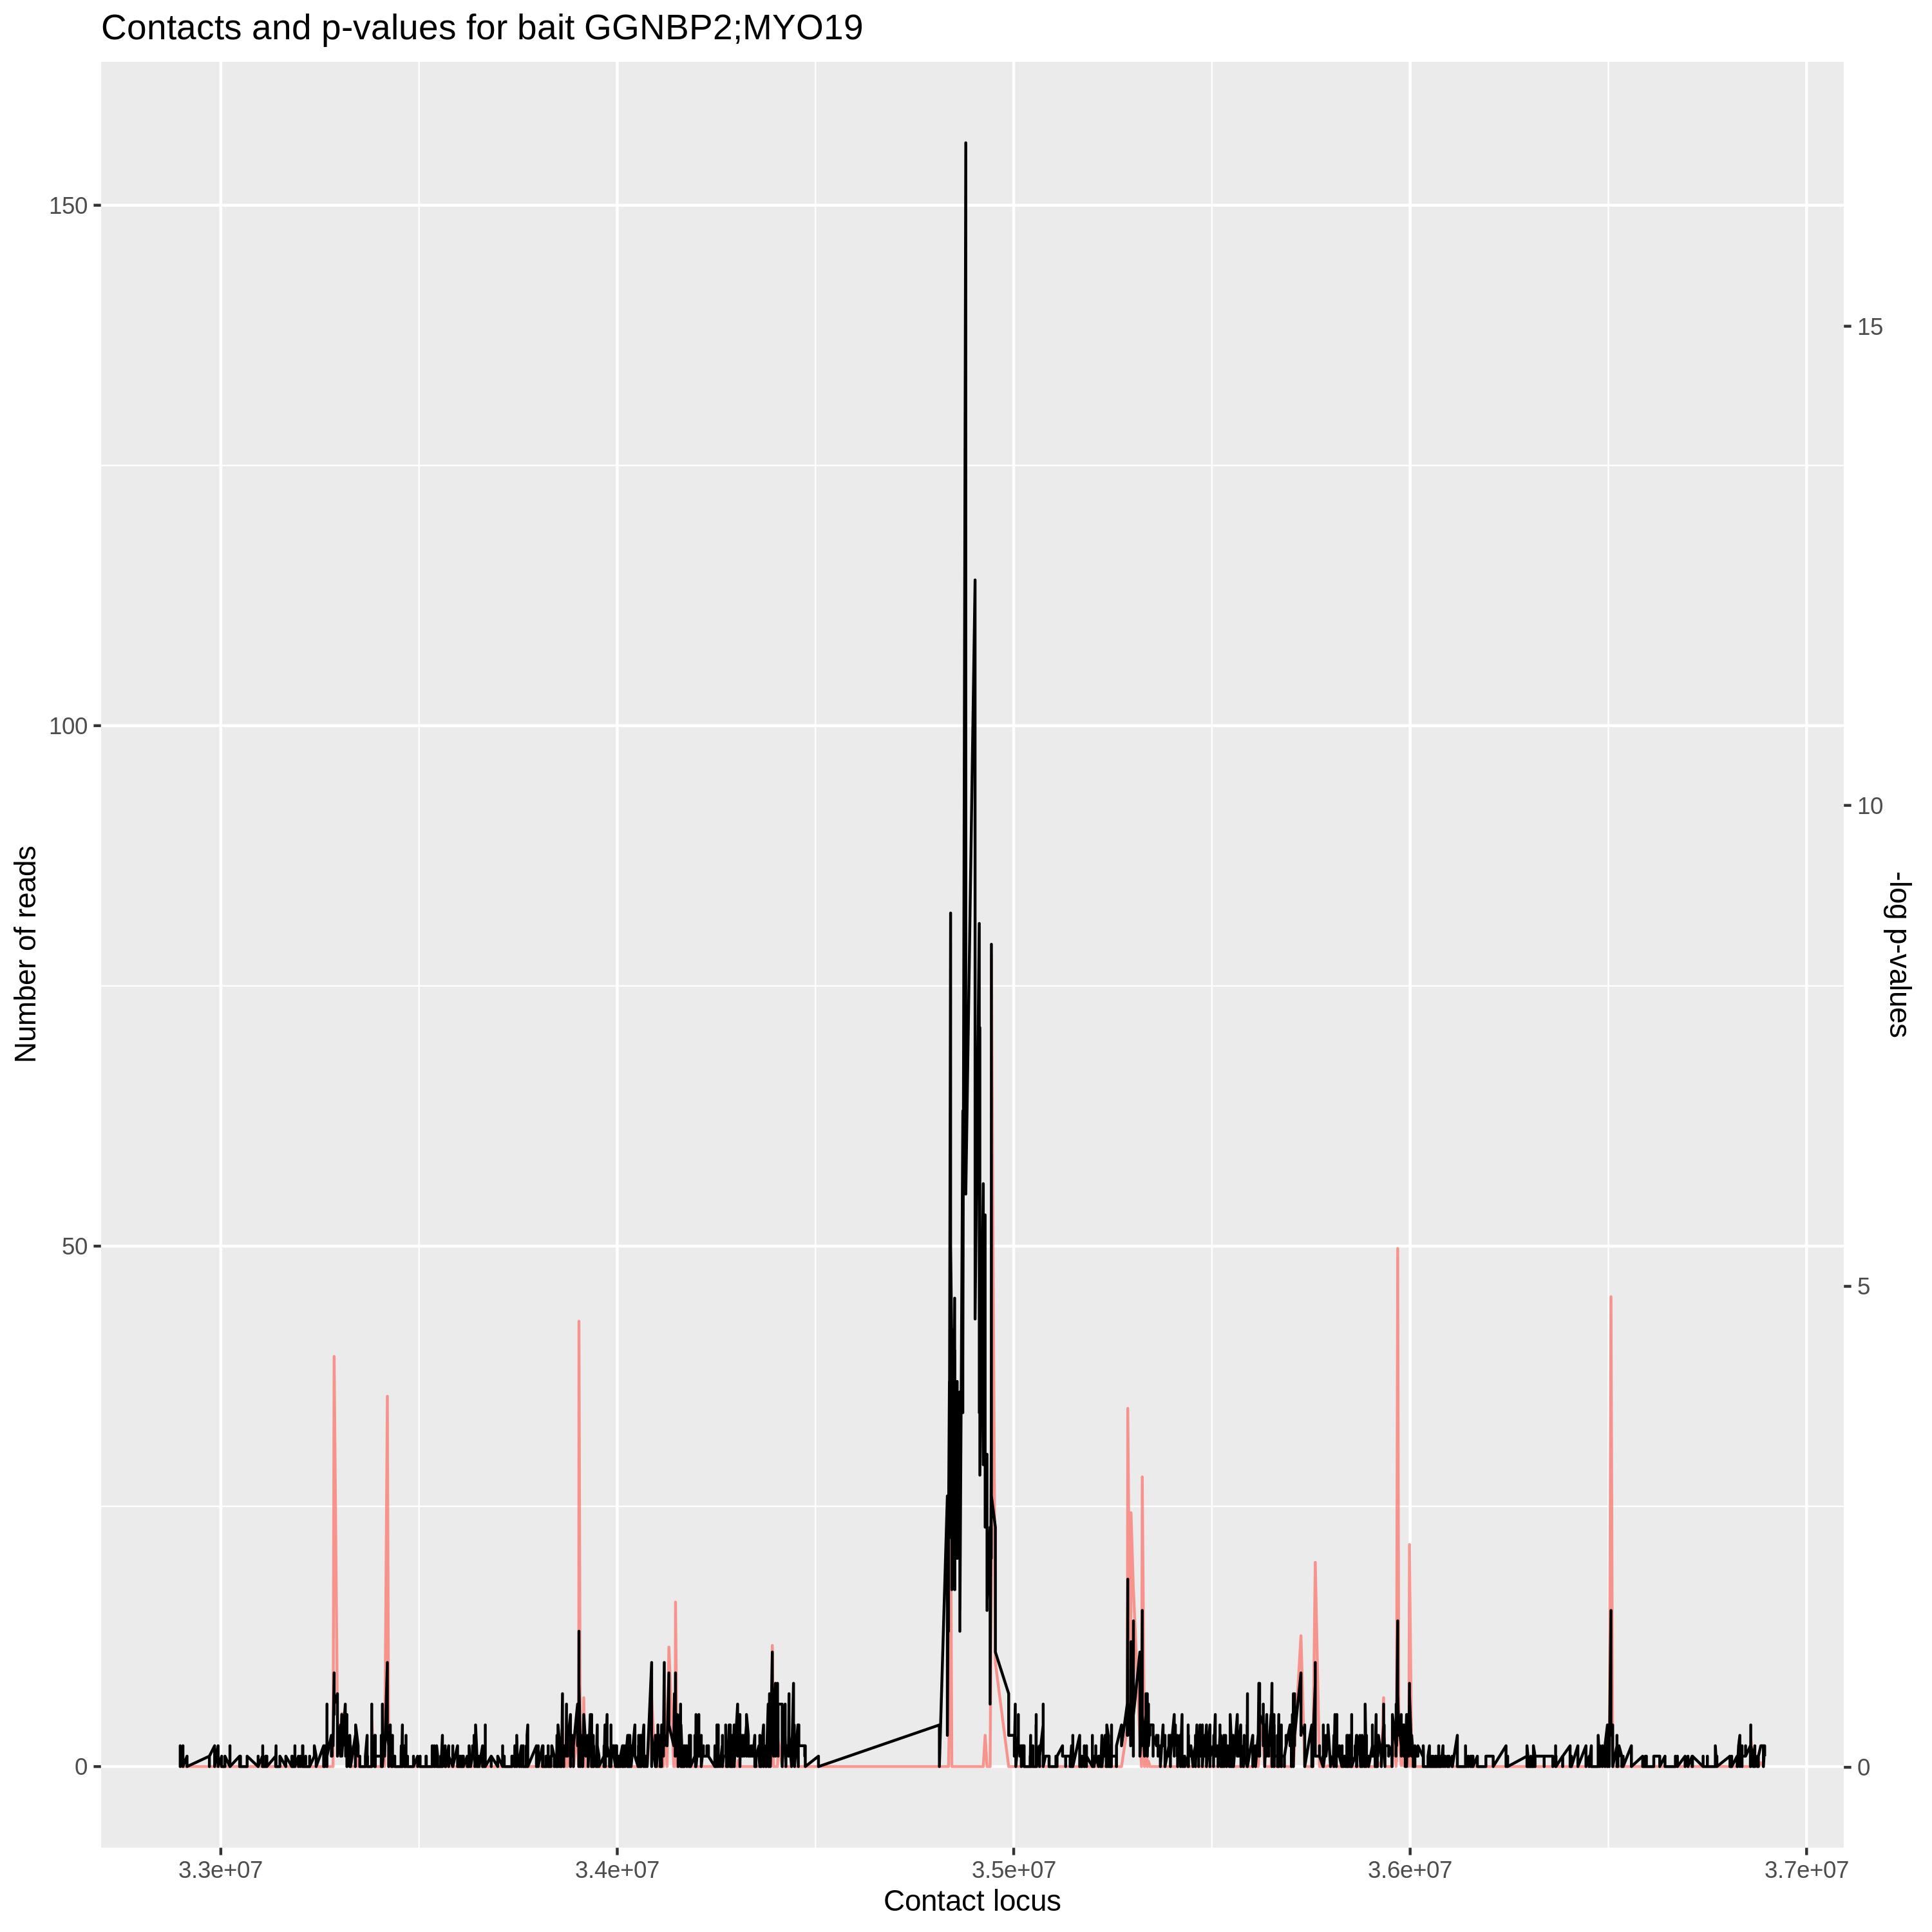 Contacts and p-values for bait GGNBP2;MYO19
150
100
50
0
Number of reads
15
10
5
0
-log p-values
3.3e+07
3.4e+07
3.5e+07
3.6e+07
3.7e+07
Contact locus